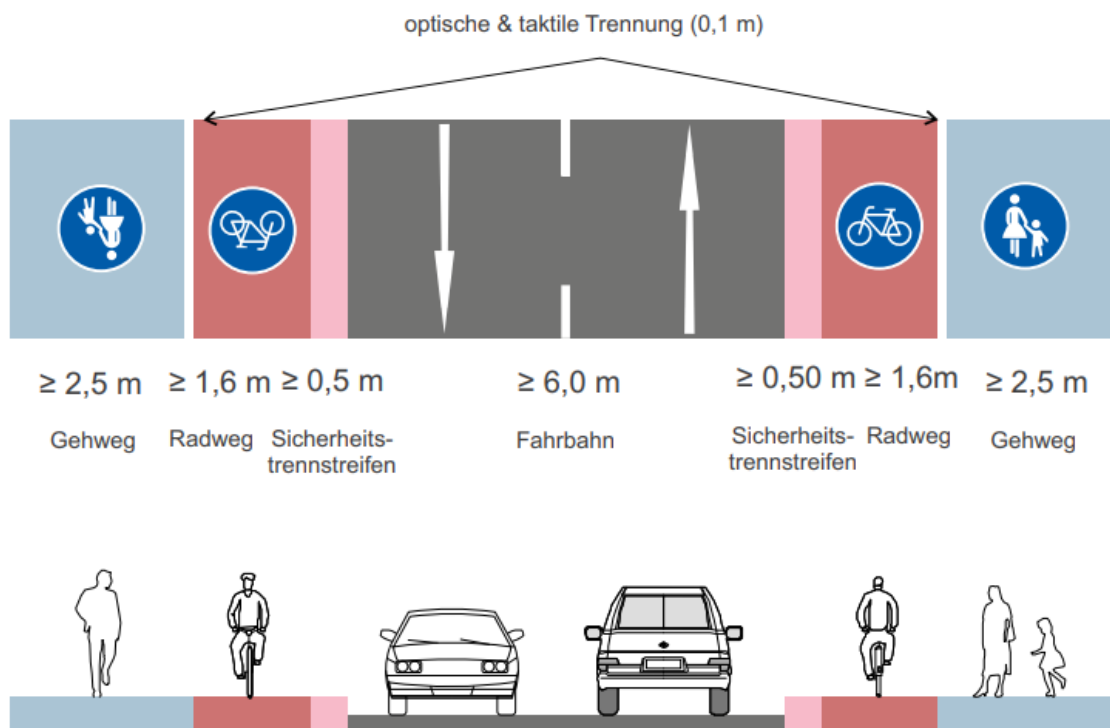 optische & taktile Trennung (0,1 m)
≥ 2,5 m ≥ 1,6 m ≥ 0,5 m ≥ 6,0 m ≥ 0,50 m ≥ 1,6m ≥ 2,5 m
Gehweg Radweg Sicherheits- Fahrbahn Sicherheits- Radweg Gehweg
trennstreifen trennstreifen